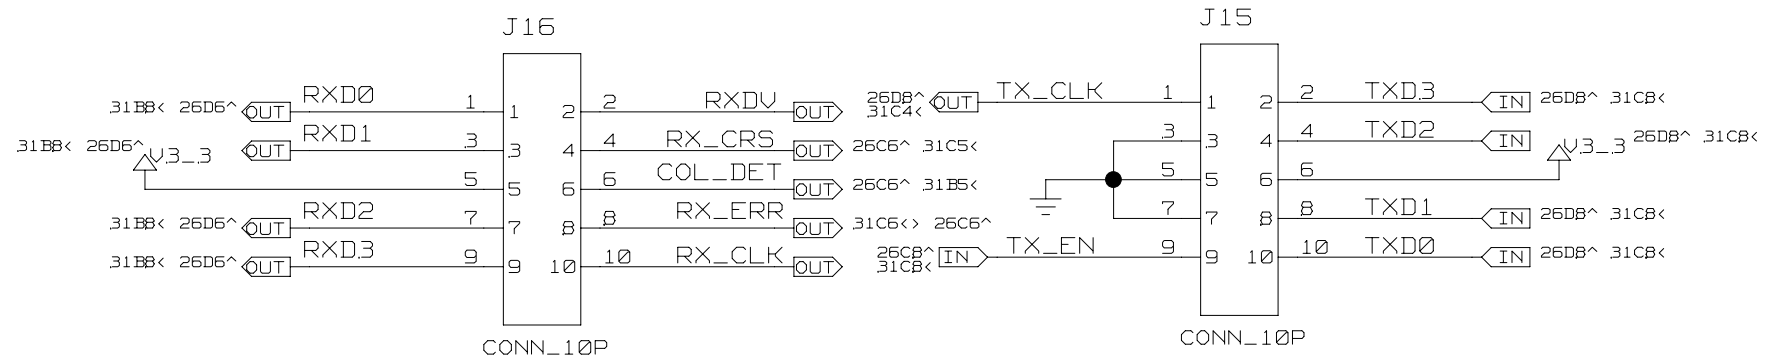 J16
J15
31B8< 26D6^ OUT RXD0 1 1 2 2 RXDV OUT
26D8^
31C4< OUT TX_CLK 1 1 2 2 TXD3 IN 26D8^ 31C8<
31B8< 26D6^ OUT RXD1 3 3 4 4 RX_CRS OUT 26C6^ 31C5<
3 3 4 4 TXD2 IN 26D8^ 31C8<
V3_3 5 5 6 6 COL_DET OUT 26C6^ 31B5<
5 5 6 6 V3_3
31B8< 26D6^ OUT RXD2 7 7 8 8 RX_ERR OUT 31C6<> 26C6^
7 7 8 8 TXD1 IN 26D8^ 31C8<
31B8< 26D6^ OUT RXD3 9 9 10 10 RX_CLK OUT
26C8^
31C8< IN TX_EN 9 9 10 10 TXD0 IN 26D8^ 31C8<
CONN_10P
CONN_10P